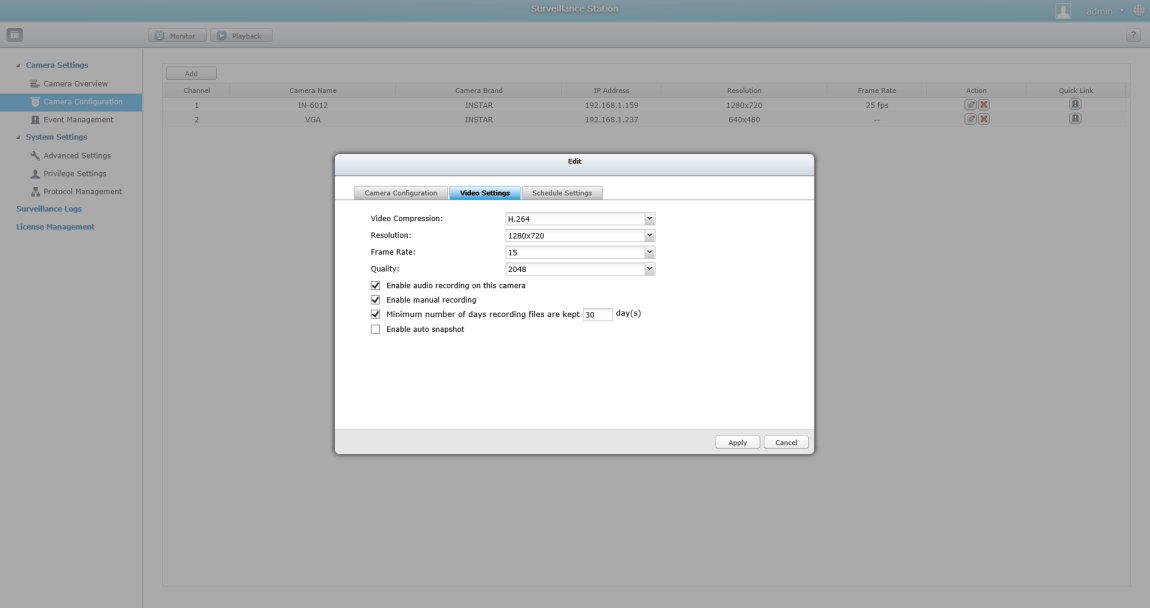 Surveillance Station
admin
Monitor Playback
?
Camera Settings
Camera Overview
Camera Configuration
Event Management
System Settings
Advanced Settings
Privilege Settings
Protocol Management
Surveillance Logs
License Management
Add
Channel Camera Name Camera Brand IP Address Resolution Frame Rate Action Quick Link
1 IN-6012 INSTAR 192.168.1.159 1280x720 25 fps
2 VGA INSTAR 192.168.1.237 640x480 --
Edit
Camera Configuration Video Settings Schedule Settings
Video Compression: H.264
Resolution: 1280x720
Frame Rate: 15
Quality: 2048
Enable audio recording on this camera
Enable manual recording
Minimum number of days recording files are kept 30 day(s)
Enable auto snapshot
Apply Cancel